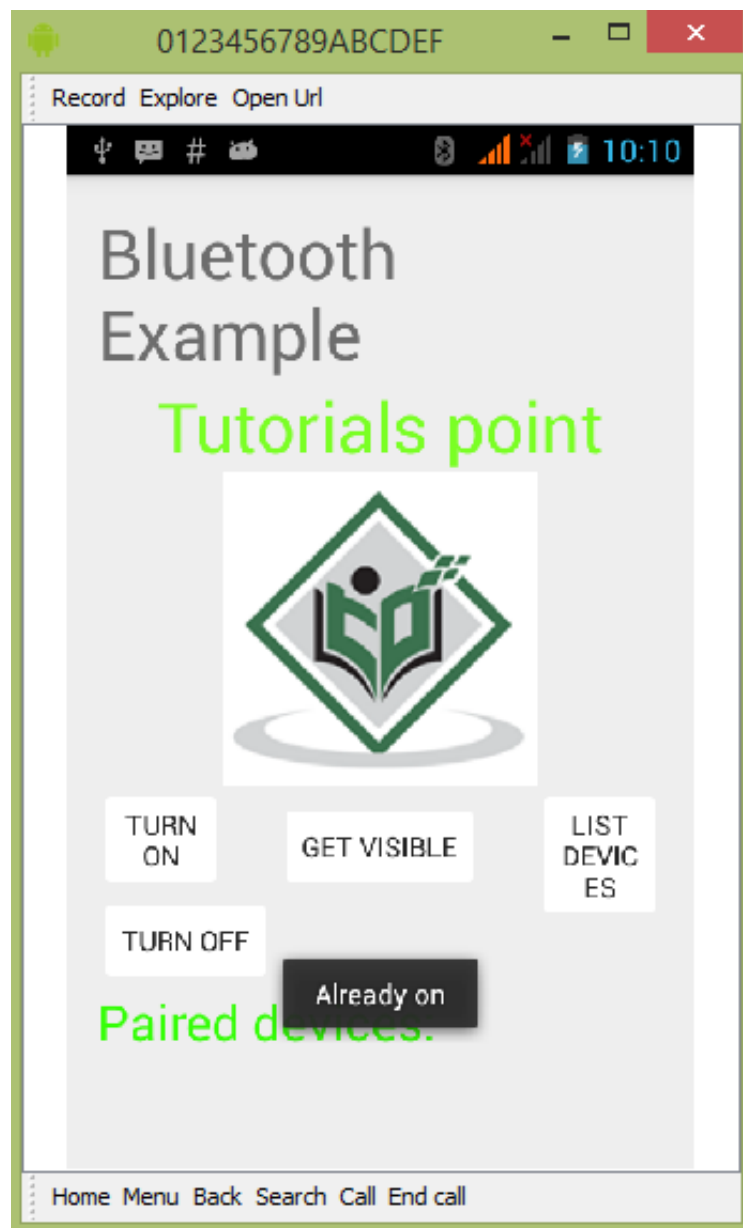 0123456789ABCDEF
Record Explore Open Url
10:10
Bluetooth
Example
Tutorials point
TURN
ON
GET VISIBLE
LIST
DEVIC
ES
TURN OFF
Already on
Paired devices:
Home Menu Back Search Call End call